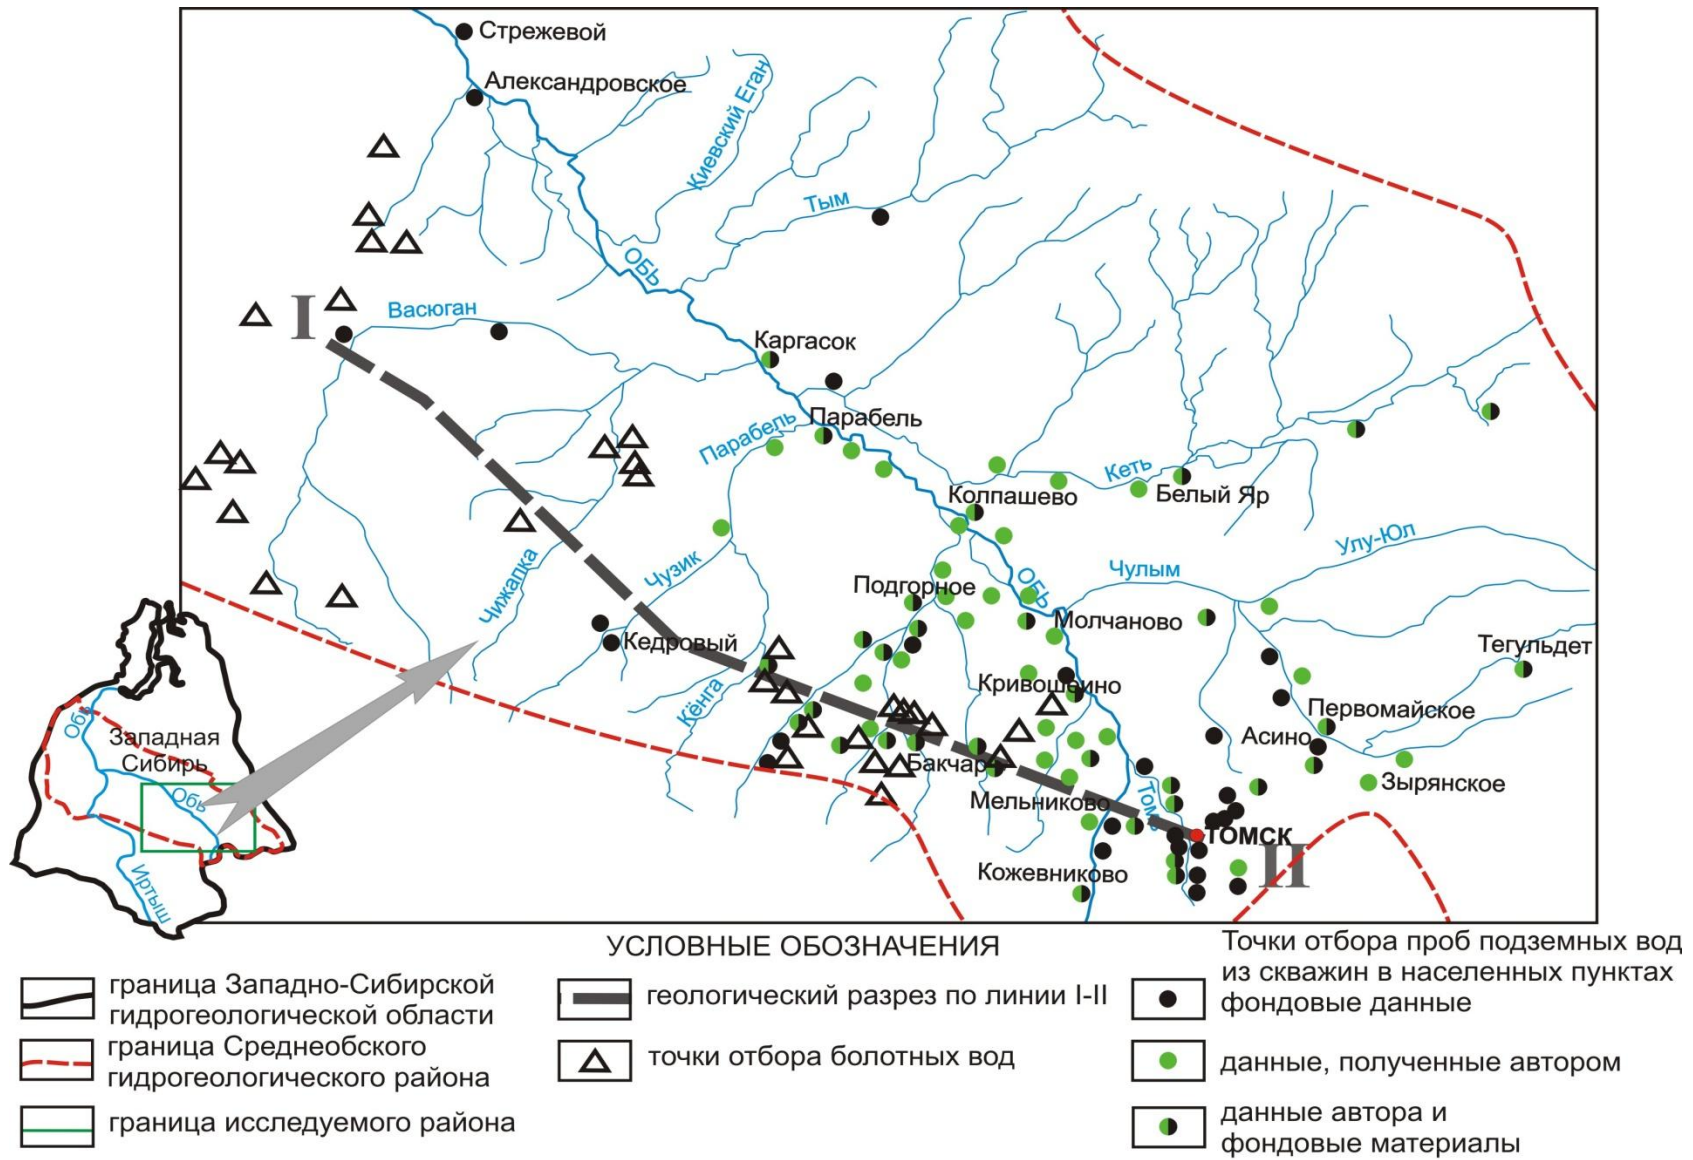 Стрежевой
Александровское
Киевский Еган
Тым
ОБЬ
I
Васюган
Каргасок
Парабель
Парабель
Кеть
Белый Яр
Колпашево
Улу-Юл
Чулым
Чижапка
Чузик
Подгорное
ОБЬ
Молчаново
Кедровый
Тегульдет
Кёнга
Кривошеино
Первомайское
Асино
Бакчар
Зырянское
Мельниково
Томь
ТОМСК
II
Кожевниково
Обь
Западная
Сибирь
Обь
Иртыш
УСЛОВНЫЕ ОБОЗНАЧЕНИЯ
граница Западно-Сибирской
гидрогеологической области
граница Среднеобского
гидрогеологического района
граница исследуемого района
геологический разрез по линии I-II
точки отбора болотных вод
Точки отбора проб подземных вод
из скважин в населенных пунктах
фондовые данные
данные, полученные автором
данные автора и
фондовые материалы